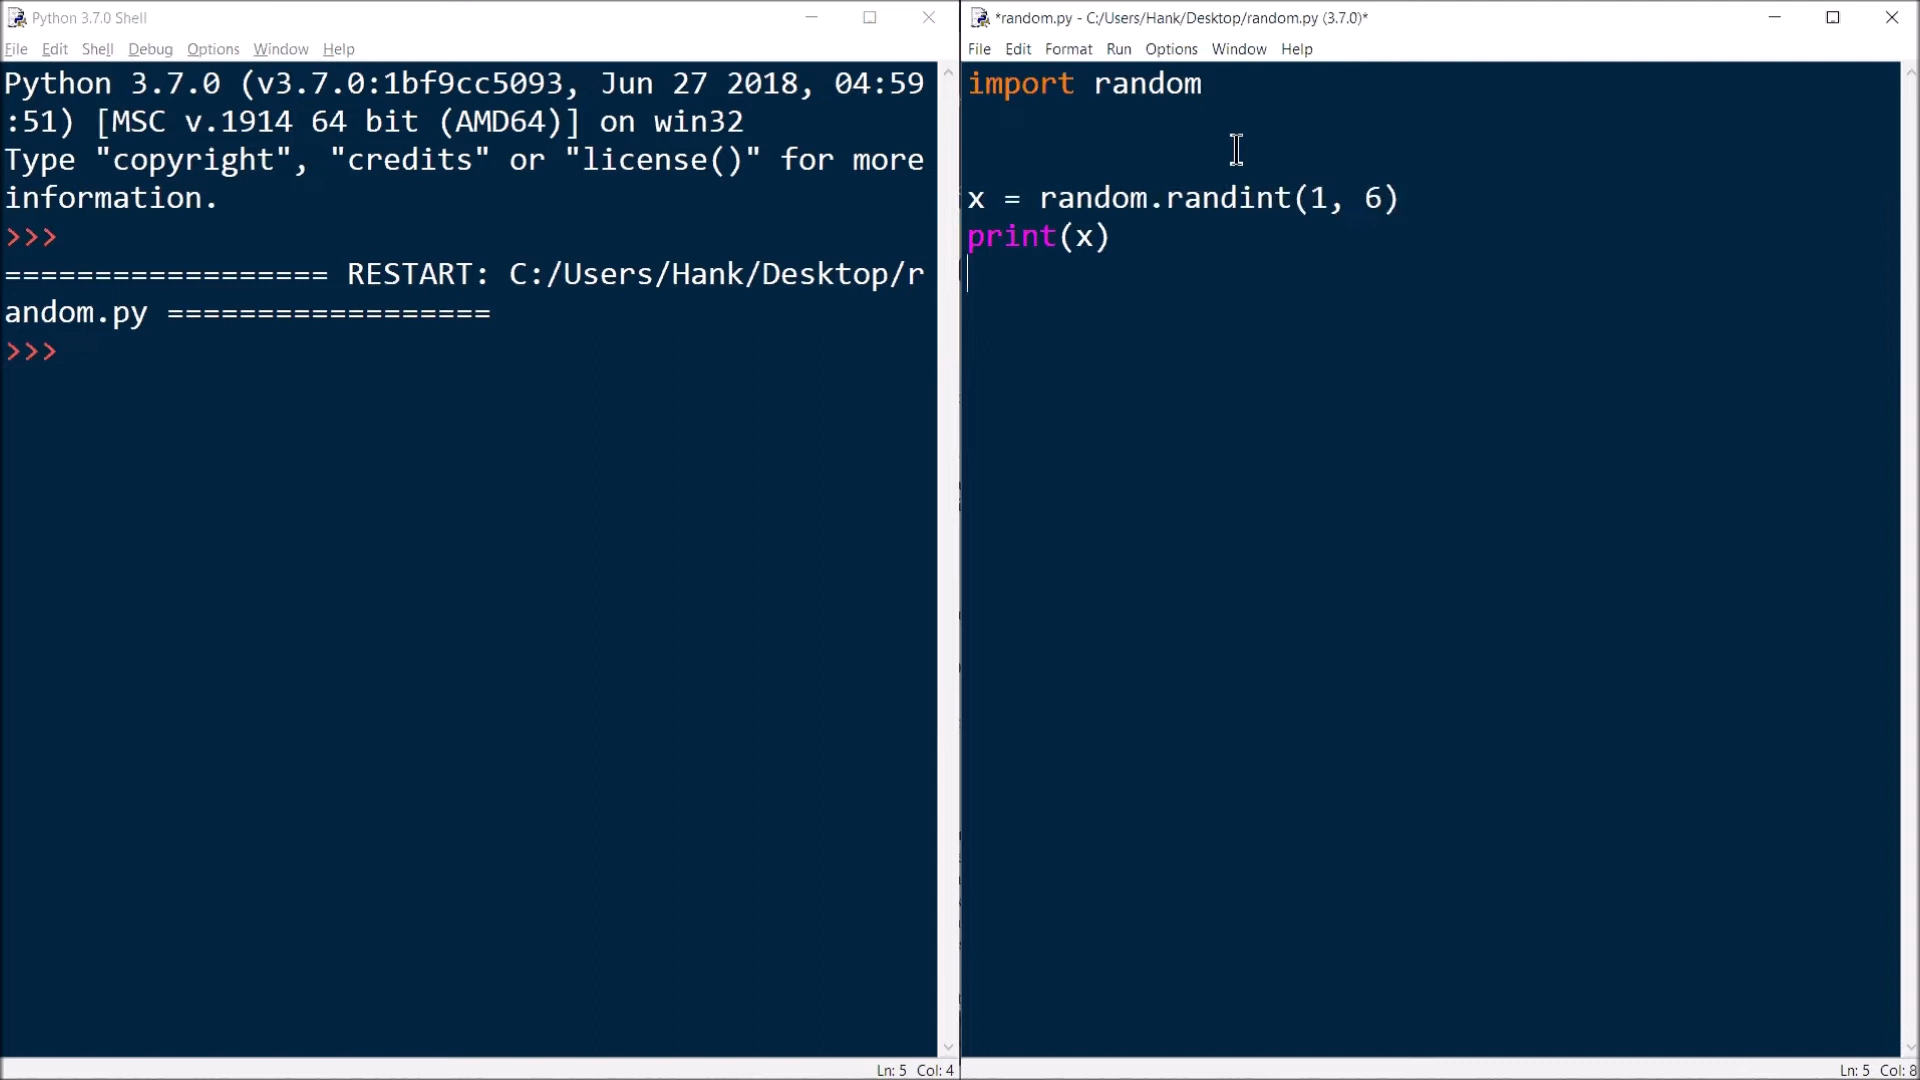 Python 3.7.0 Shell
File Edit Shell Debug Options Window Help
Python 3.7.0 (v3.7.0:1bf9cc5093, Jun 27 2018, 04:59
:51) [MSC v.1914 64 bit (AMD64)] on win32
Type "copyright", "credits" or "license()" for more
information.
>>>
================== RESTART: C:/Users/Hank/Desktop/r
andom.py ==================
>>>
Ln: 5 Col: 4
*random.py - C:/Users/Hank/Desktop/random.py (3.7.0)*
File Edit Format Run Options Window Help
import random
x = random.randint(1, 6)
print(x)
Ln: 5 Col: 8